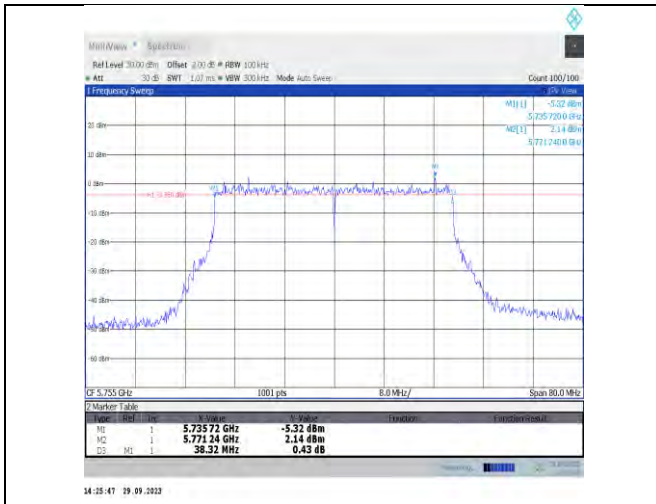 MultiView Spectrum
Ref Level 30.00 dBm Offset 2.00 dB RBW 100 kHz
Att 30 dB SWT 1.07 ms VBW 300 kHz Mode Auto Sweep Count 100/100
1 Frequency Sweep View
M1[1] -5.32 dBm
5.735720 0 GHz
M2[1] 2.14 dBm
5.771240 0 GHz
20 dBm
10 dBm
0 dBm
M1
-10 dBm
-20 dBm
-30 dBm
-40 dBm
-60 dBm
CF 5.755 GHz 1001 pts 8.0 MHz/ Span 80.0 MHz
2 Marker Table
Type Ref Trc X-Value Y-Value Function Function Result
M1 1 5.73572 GHz -5.32 dBm
M2 1 5.77124 GHz 2.14 dBm
D3 M1 1 38.32 MHz 0.43 dB
14:25:47 29.09.2023